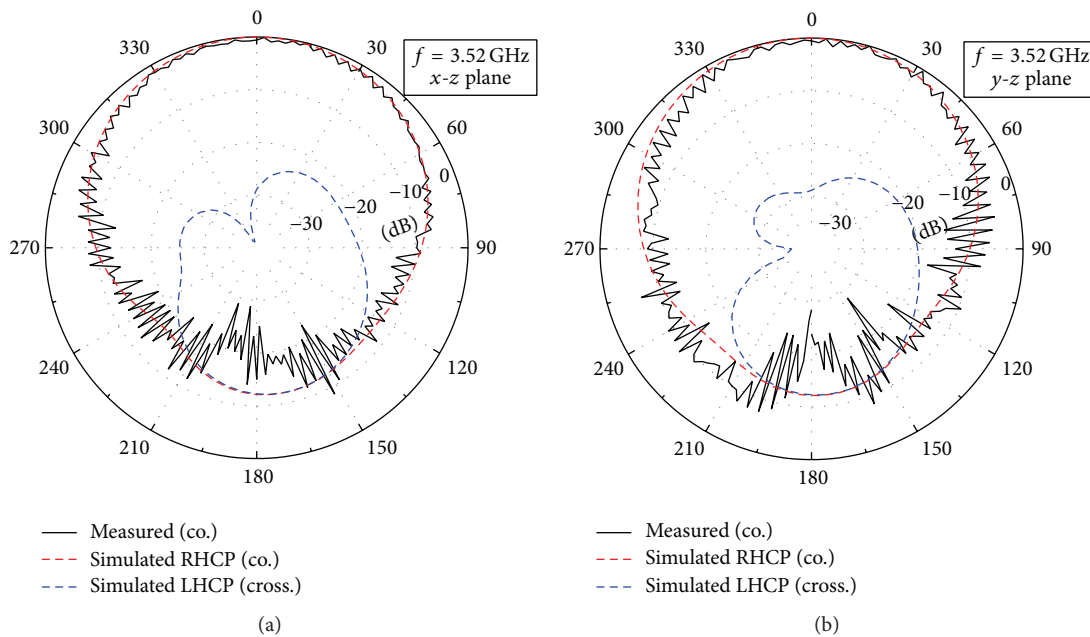 0
30
60
90
120
150
180
210
240
270
300
330
0
−10
−20
−30
(dB)
f = 3.52 GHz
x-z plane
Measured (co.)
Simulated RHCP (co.)
Simulated LHCP (cross.)
(a)
0
30
60
90
120
150
180
210
240
270
300
330
0
−10
−20
−30
(dB)
f = 3.52 GHz
y-z plane
Measured (co.)
Simulated RHCP (co.)
Simulated LHCP (cross.)
(b)